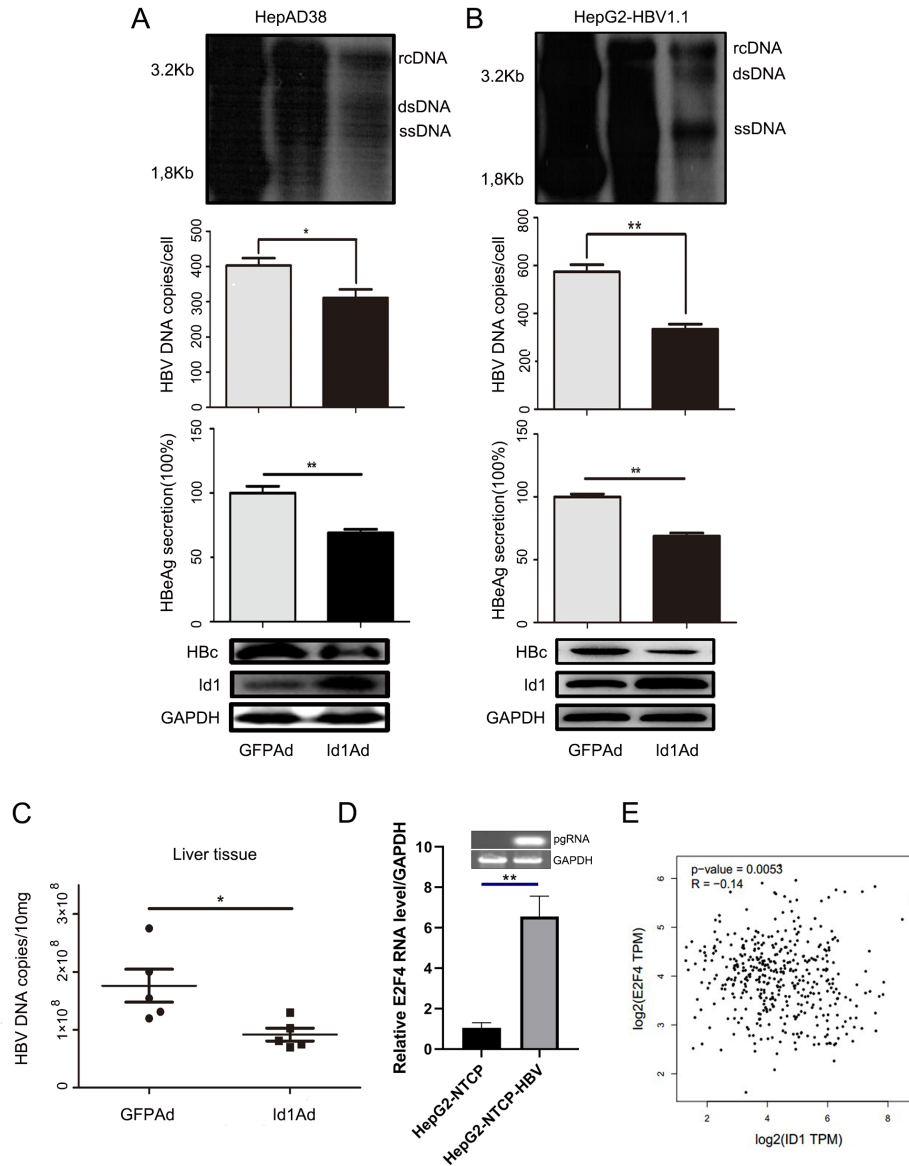 A
HepAD38
3.2Kb
1,8Kb
rcDNA
dsDNA
ssDNA
HBV DNA copies/cell
500
400
300
200
100
0
*
HBeAg secretion(100%)
150
100
50
0
**
HBc
Id1
GAPDH
GFPAd Id1Ad
B
HepG2-HBV1.1
3.2Kb
1,8Kb
rcDNA
dsDNA
ssDNA
HBV DNA copies/cell
800
600
400
200
0
**
HBeAg secretion(100%)
150
100
50
0
**
HBc
Id1
GAPDH
GFPAd Id1Ad
C
Liver tissue
HBV DNA copies/10mg
3×10⁸
2×10⁸
1×10⁸
0
*
GFPAd Id1Ad
D
Relative E2F4 RNA level/GAPDH
10
8
6
4
2
0
pgRNA
GAPDH
**
HepG2-NTCP
HepG2-NTCP-HBV
E
p−value = 0.0053
R = −0.14
log2(E2F4 TPM)
6
5
4
3
2
2 4 6 8
log2(ID1 TPM)